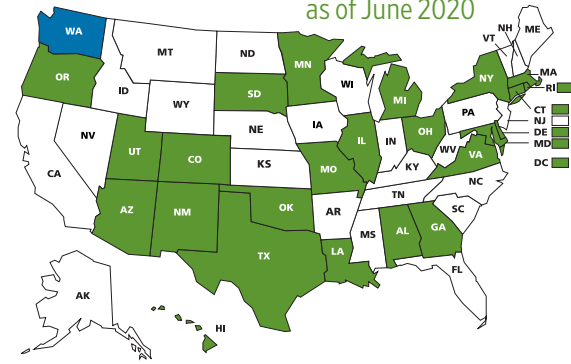 as of June 2020
WA
MT
ND
MN
VT
NH
ME
OR
ID
WY
SD
WI
MI
NY
MA
RI
CT
NJ
DE
MD
DC
NV
UT
CO
NE
IA
IL
IN
OH
PA
WV
VA
CA
KS
MO
KY
NC
TN
SC
AZ
NM
OK
AR
MS
AL
GA
TX
LA
FL
AK
HI